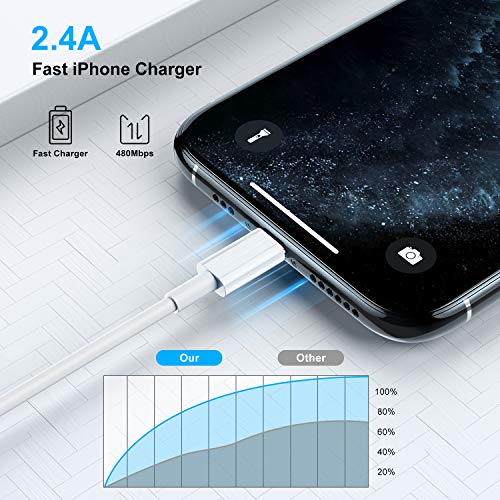 2.4A
Fast iPhone Charger
Fast Charger
480Mbps
Our
Other
100%
80%
60%
40%
20%